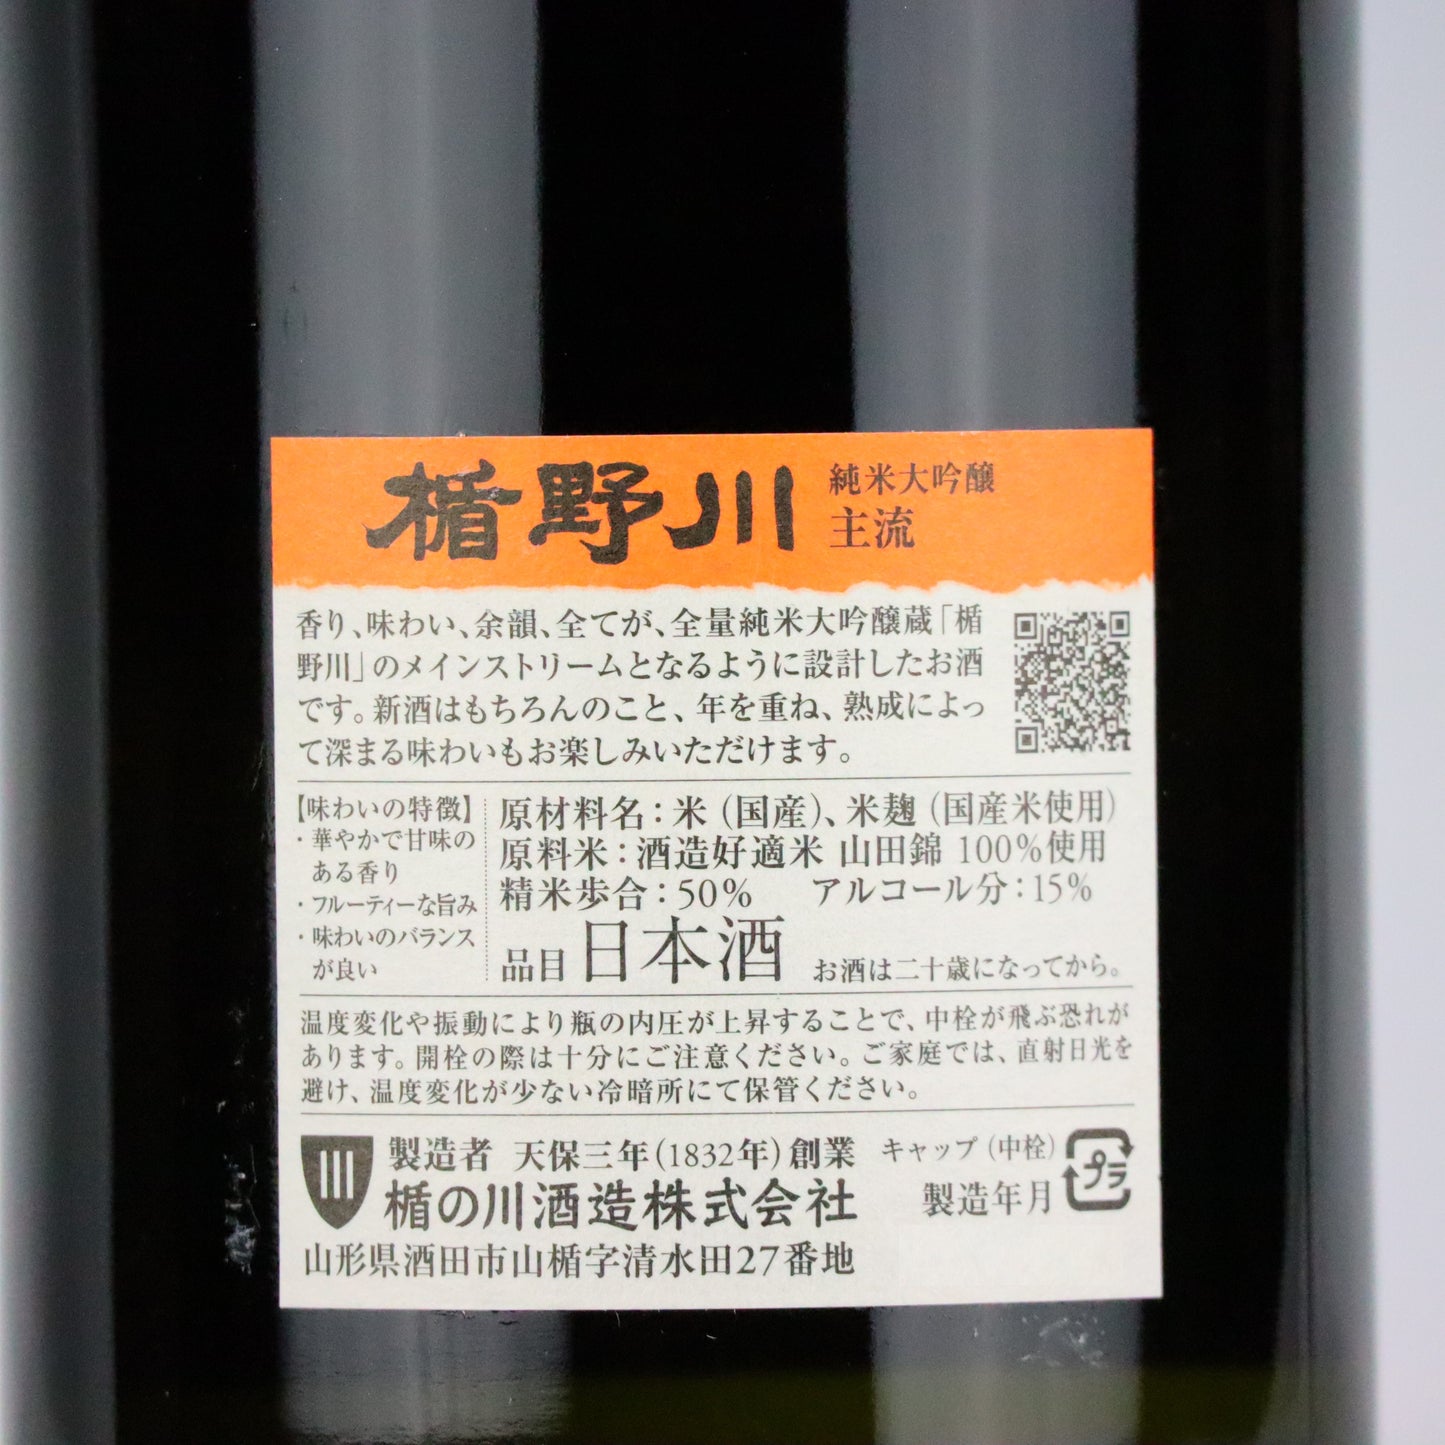 楯野川
純米大吟醸
主流
香り、味わい、余韻、全てが、全量純米大吟醸蔵「楯
野川」のメインストリームとなるように設計したお酒
です。新酒はもちろんのこと、年を重ね、熟成によっ
て深まる味わいもお楽しみいただけます。
【味わいの特徴】
・華やかで甘味の
ある香り
・フルーティーな旨み
・味わいのバランス
が良い
原材料名：米（国産）、米麹（国産米使用）
原料米：酒造好適米 山田錦 100％使用
精米歩合：50％ アルコール分：15％
品目 日本酒 お酒は二十歳になってから。
温度変化や振動により瓶の内圧が上昇することで、中栓が飛ぶ恐れが
あります。開栓の際は十分にご注意ください。ご家庭では、直射日光を
避け、温度変化が少ない冷暗所にて保管ください。
製造者 天保三年（1832年）創業
楯の川酒造株式会社
山形県酒田市山楯字清水田27番地
キャップ（中栓）
プラ
製造年月